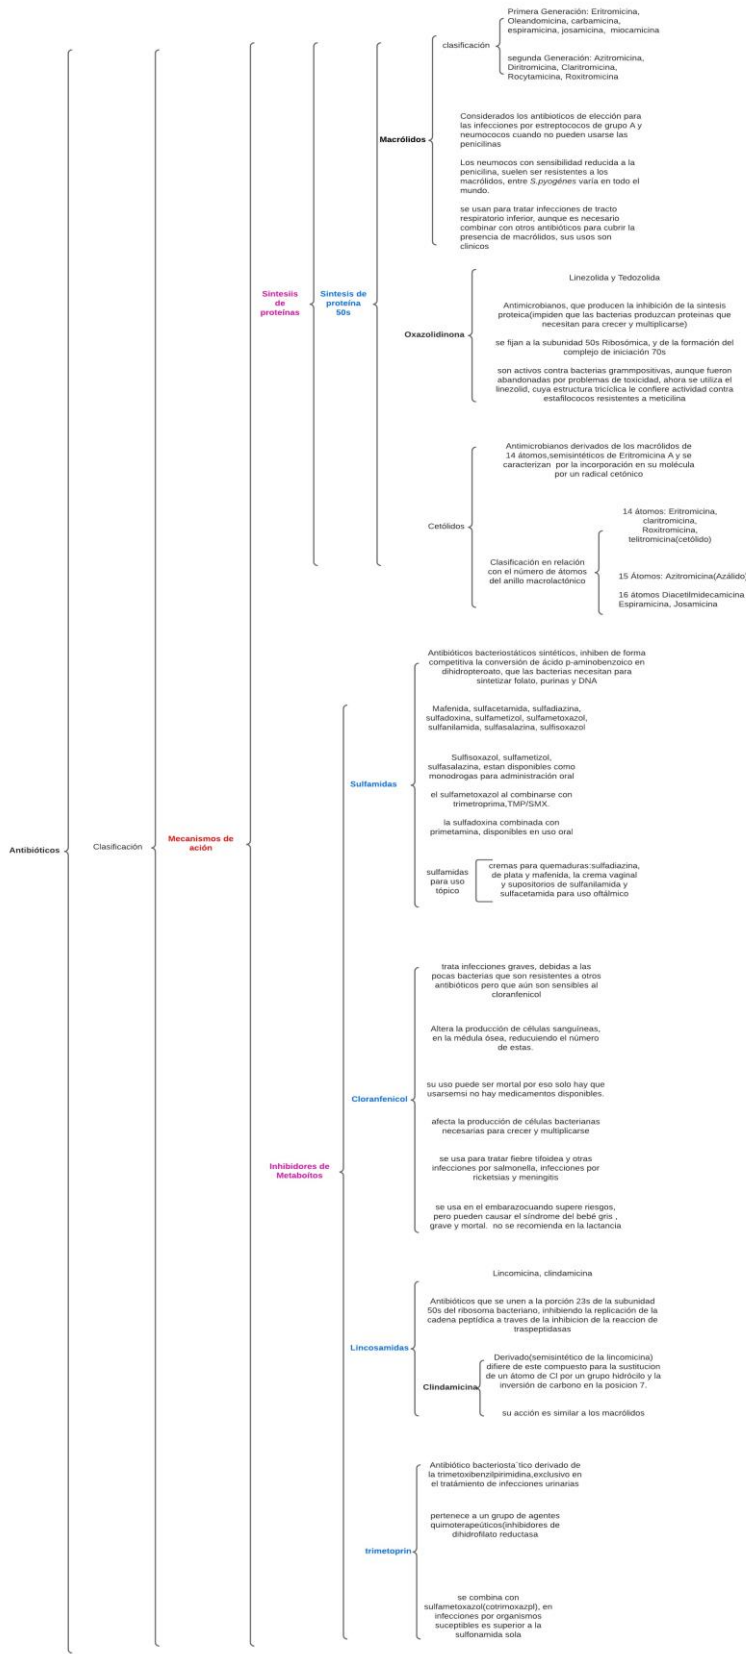 Antibióticos
Clasificación
Mecanismos de
ación
Sintesiis
de
proteínas
Sintesís de
proteína
50s
Macrólidos
clasificación
Primera Generación: Eritromicina,
Oleandomicina, carbamicina,
espiramicina, josamicina,  miocamicina
segunda Generación: Azitromicina,
Diritromicina, Claritromicina,
Rocytamicina, Roxitromicina
Considerados los antibioticos de elección para
las infecciones por estreptococos de grupo A y
neumococos cuando no pueden usarse las
penicilinas
Los neumocos con sensibilidad reducida a la
penicilina, suelen ser resistentes a los
macrólidos, entre S.pyogénes varía en todo el
mundo.
se usan para tratar infecciones de tracto
respiratorio inferior, aunque es necesario
combinar con otros antibióticos para cubrir la
presencia de macrólidos, sus usos son
clinicos
Oxazolidinona
Linezolida y Tedozolida
Antimicrobianos, que producen la inhibición de la sintesis
proteica(impiden que las bacterias produzcan proteinas que
necesitan para crecer y multiplicarse)
se fijan a la subunidad 50s Ribosómica, y de la formación del
complejo de iniciación 70s
son activos contra bacterias grammpositivas, aunque fueron
abandonadas por problemas de toxicidad, ahora se utiliza el
linezolid, cuya estructura tricíclica le confiere actividad contra
estafilococos resistentes a meticilina
Cetólidos
Antimicrobianos derivados de los macrólidos de
14 átomos,semisintéticos de Entromicina A y se
caracterizan  por la incorporación en su molécula
por un radical cetónico
Clasificación en relación
con el número de átomos
del anillo macrolactónico
14 átomos: Eritromicina,
claritromicina,
Roxitromicina,
telitromicina(cetólido)
15 Átomos: Azitromicina(Azálido)
16 átomos Diacetilmidecamicina
Espiramicina, Josamicina
Inhibidores de
Metaboítos
Sulfamidas
Antibióticos bacteriostáticos sintéticos, inhiben de forma
competitiva la conversión de ácido p-aminobenzoico en
dihidropteroato, que las bacterias necesitan para
sintetizar folato, purinas y DNA
Mafenida, sulfacetamida, sulfadiazina,
sulfadoxina, sulfametizol, sulfametoxazol,
sulfanilamida, sulfasalazina, sulfisoxazol
Sulfisoxazol, sulfametizol,
sulfasalazina, estan disponibles como
monodrogas para administración oral
el sulfametoxazol al combinarse con
trimetroprima,TMP/SMX.
la sulfadoxina combinada con
primetamina, disponibles en uso oral
sulfamidas
para uso
tópico
cremas para quemaduras:sulfadiazina,
de plata y mafenida, la crema vaginal
y supositorios de sulfanilamida y
sulfacetamida para uso oftálmico
Cloranfenicol
trata infecciones graves, debidas a las
pocas bacterias que son resistentes a otros
antibióticos pero que aún son sensibles al
cloranfenicol
Altera la producción de células sanguíneas,
en la médula ósea, reducuiendo el número
de estas.
su uso puede ser mortal por eso solo hay que
usarsemsi no hay medicamentos disponibles.
afecta la producción de células bacterianas
necesarias para crecer y multiplicarse
se usa para tratar fiebre tifoidea y otras
infecciones por salmonella, infecciones por
ricketsias y meningitis
se usa en el embarazocuando supere riesgos,
pero pueden causar el síndrome del bebé gris ,
grave y mortal.  no se recomienda en la lactancia
Lincosamidas
Lincomicina, clindamicina
Antibióticos que se unen a la porción 23s de la subunidad
50s del ribosoma bacteriano, inhibiendo la replicación de la
cadena peptídica a traves de la inhibicion de la reaccion de
traspeptidasas
Clindamicina
Derivado(semisintético de la lincomicina)
difiere de este compuesto para la sustitucion
de un átomo de Cl por un grupo hidrócilo y la
inversión de carbono en la posicion 7.
su acción es similar a los macrólidos
trimetoprin
Antibiótico bacteriosta´tico derivado de
la trimetoxibenzilpirimidina,exclusivo en
el tratámiento de infecciones urinarias
pertenece a un grupo de agentes
quimoterapeúticos(inhibidores de
dihidrofilato reductasa
se combina con
sulfametoxazol(cotrimoxazpl), en
infecciones por organismos
suceptibles es superior a la
sulfonamida sola